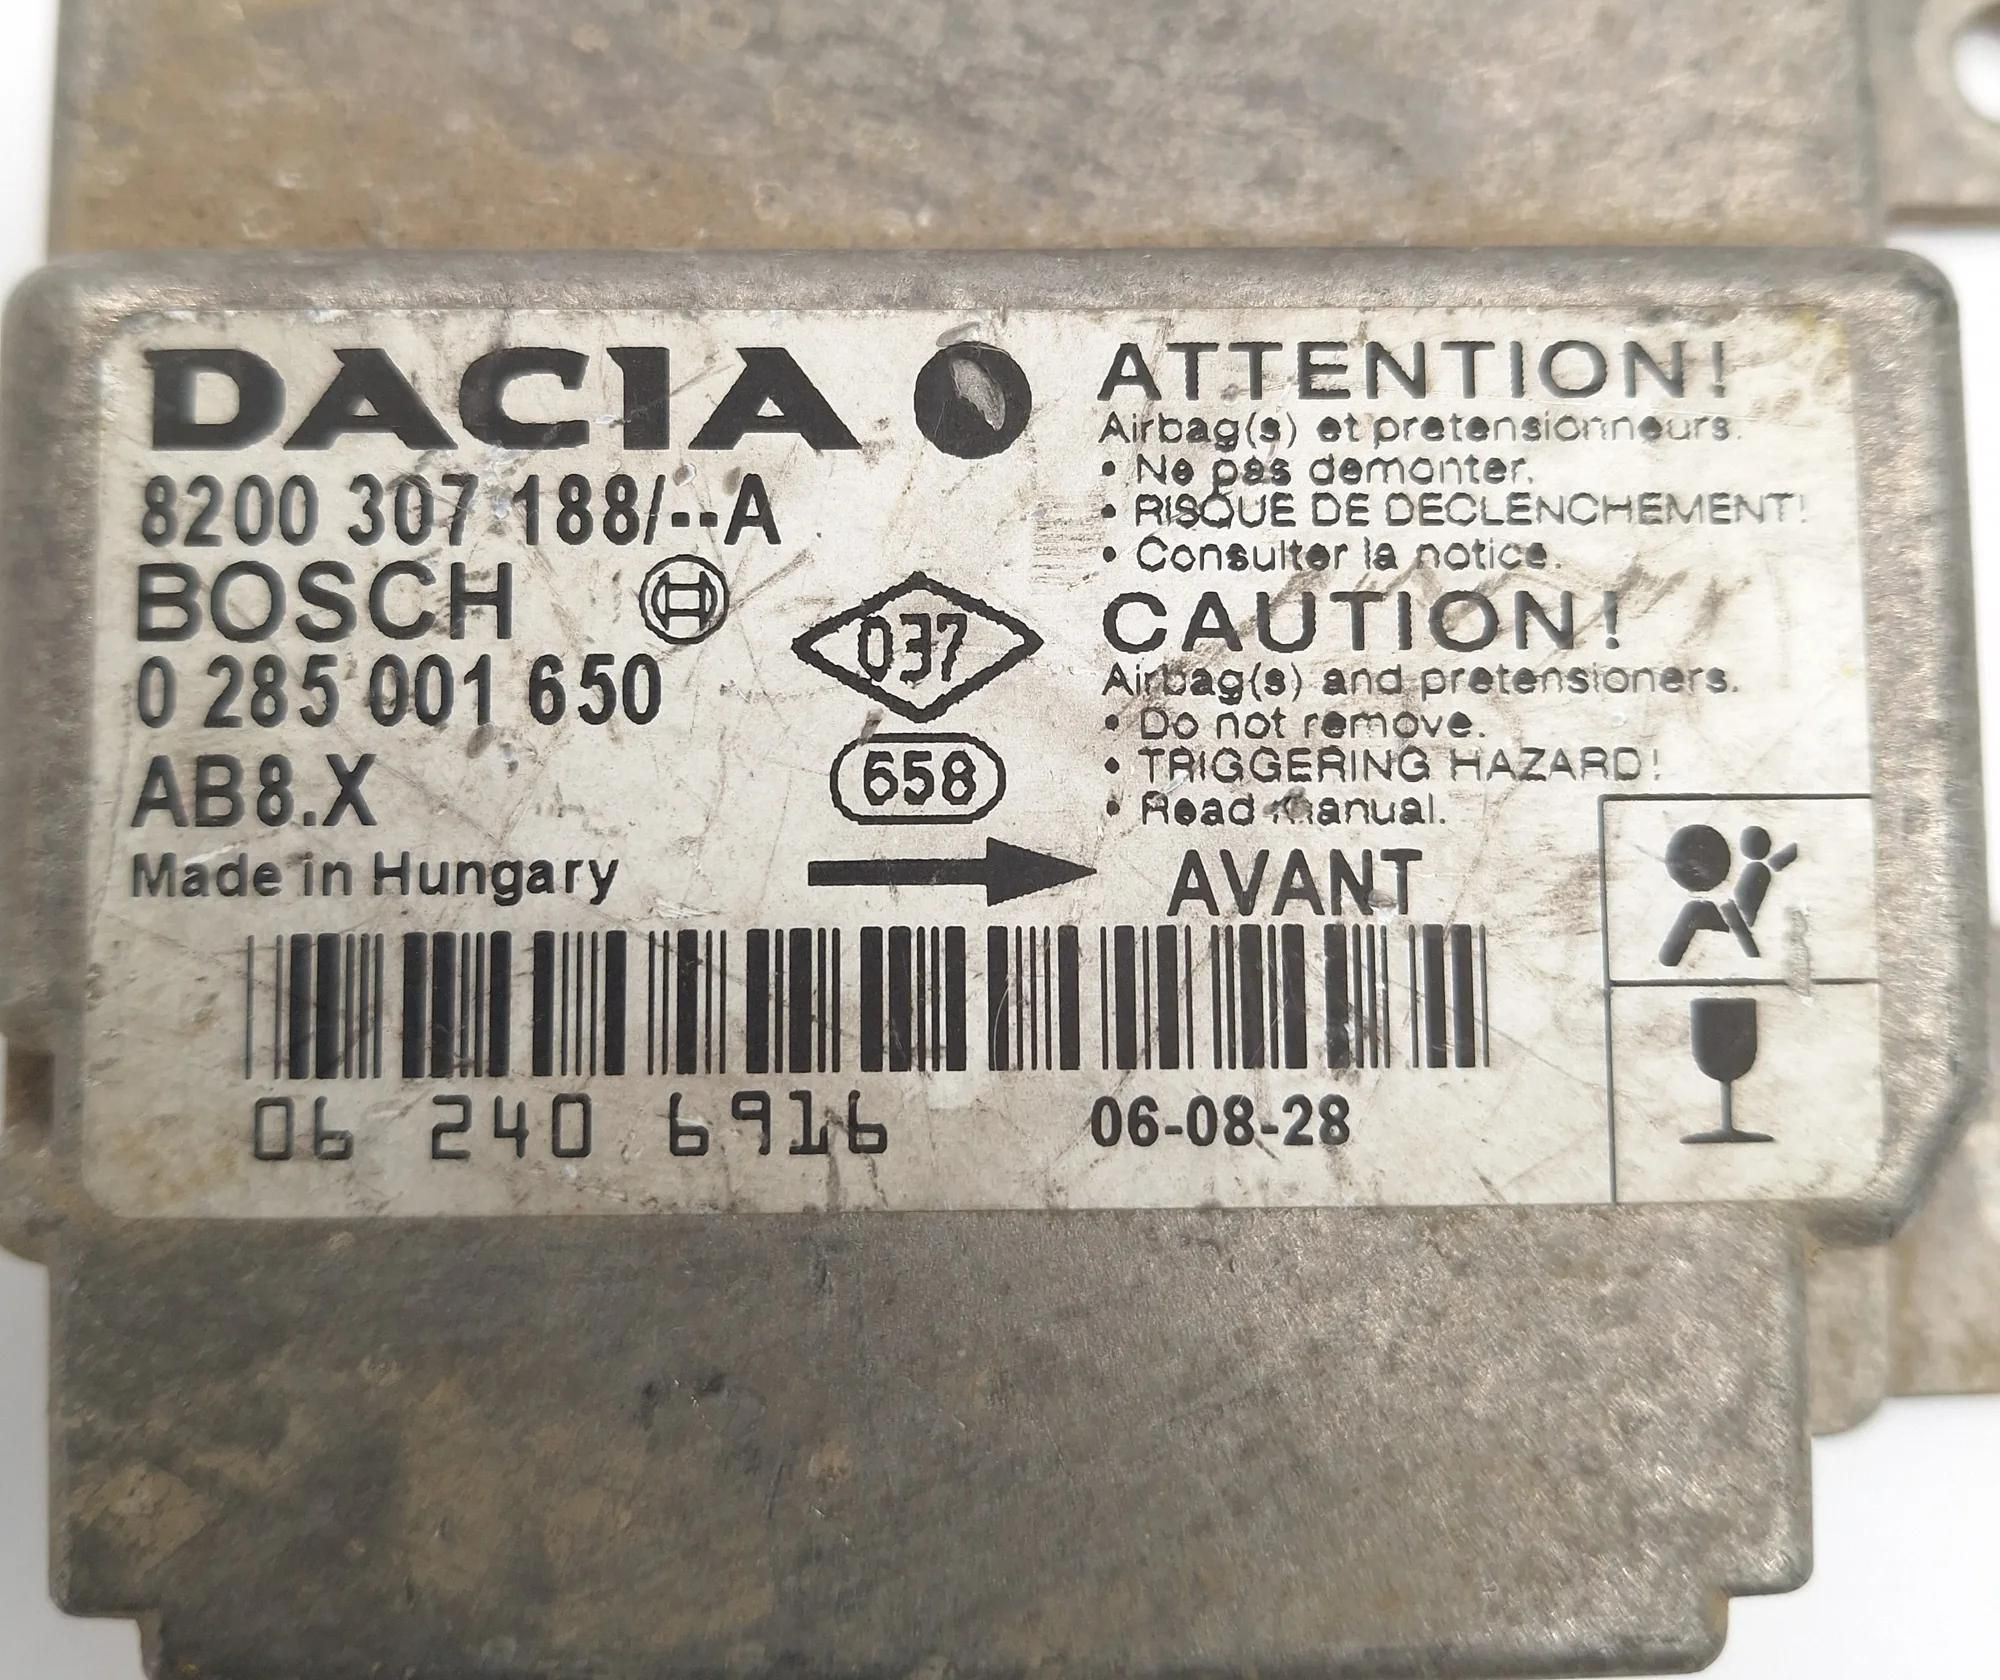 DACIA
8200 307 188/--A
BOSCH
0 285 001 650
AB8.X
Made in Hungary
037
658
ATTENTION!
Airbag(s) et pretensionneurs.
• Ne pas demonter.
• RISQUE DE DECLENCHEMENT!
• Consulter la notice.
CAUTION!
Airbag(s) and pretensioners.
• Do not remove.
• TRIGGERING HAZARD!
• Read manual.
AVANT
06 240 6916
06-08-28